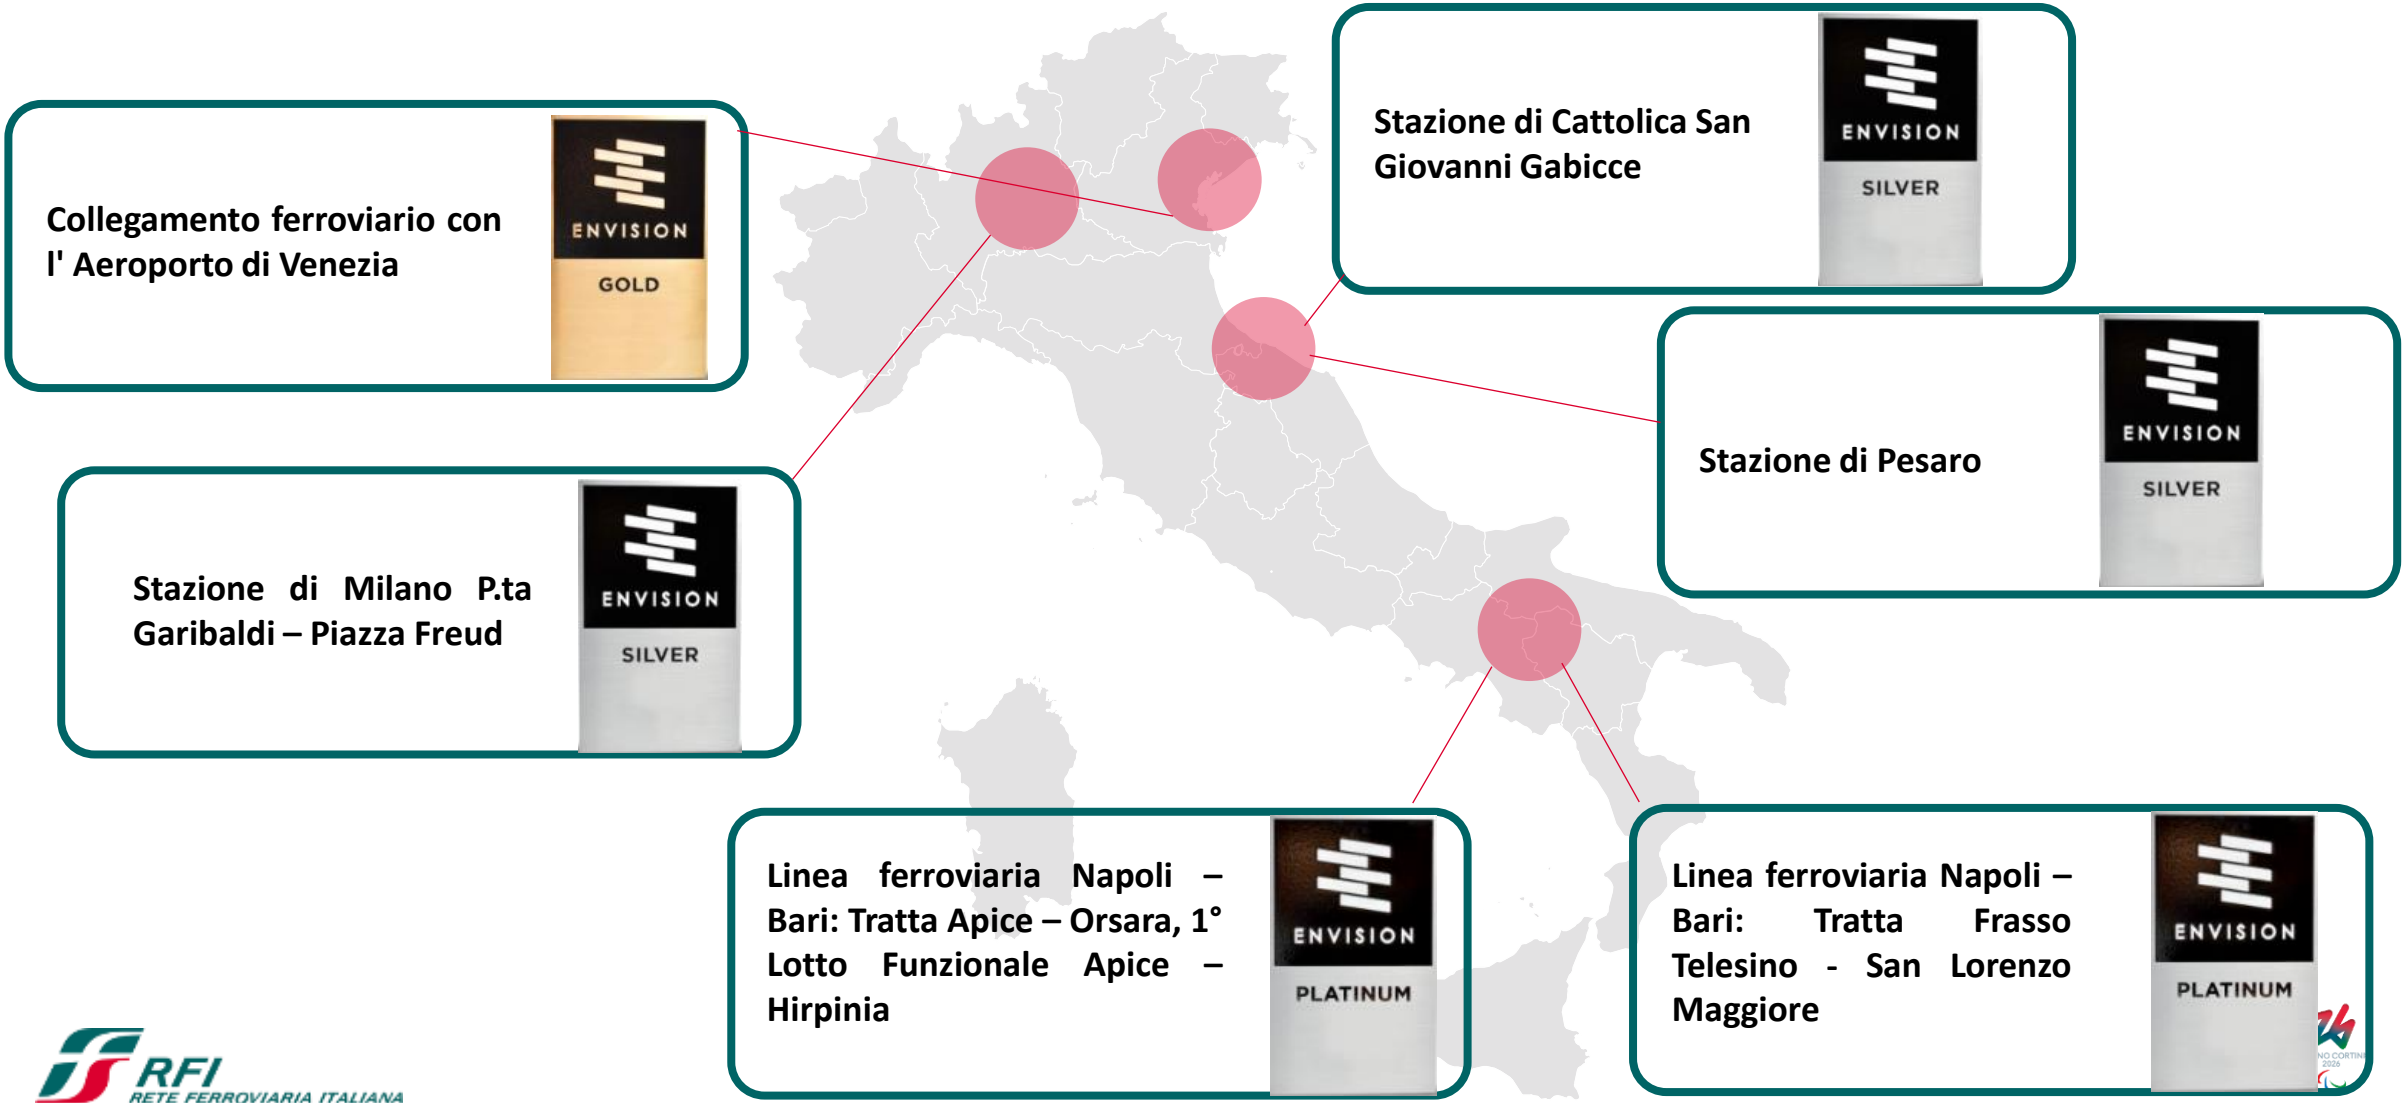 Collegamento ferroviario con
l' Aeroporto di Venezia
ENVISION
GOLD
Stazione di Cattolica San
Giovanni Gabicce
ENVISION
SILVER
Stazione di Pesaro
ENVISION
SILVER
Stazione di Milano P.ta
Garibaldi – Piazza Freud
ENVISION
SILVER
Linea ferroviaria Napoli –
Bari: Tratta Apice – Orsara, 1°
Lotto Funzionale Apice –
Hirpinia
ENVISION
PLATINUM
Linea ferroviaria Napoli –
Bari: Tratta Frasso
Telesino - San Lorenzo
Maggiore
ENVISION
PLATINUM
RFI
RETE FERROVIARIA ITALIANA
NO CORTIN
2026